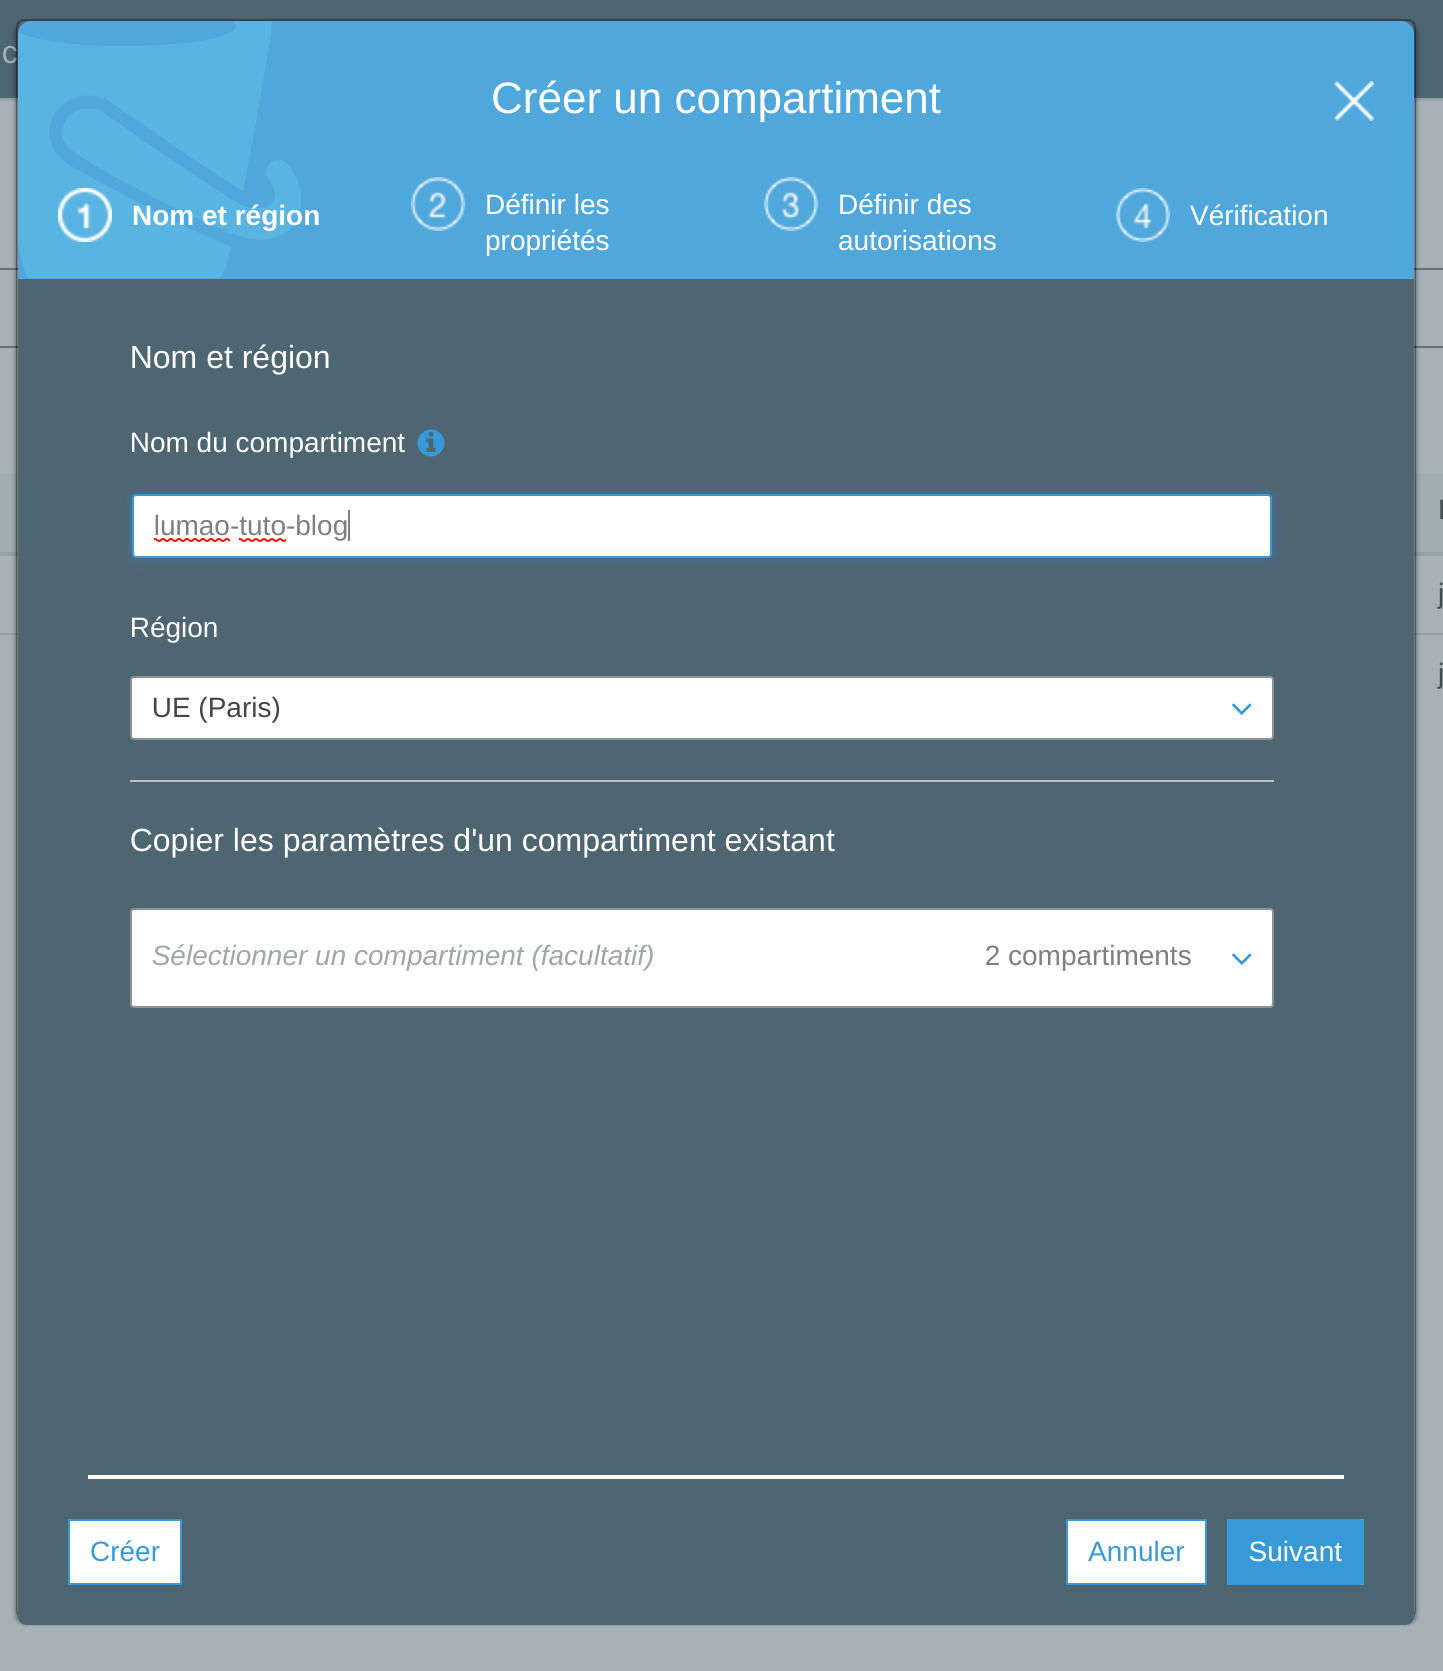 Créer un compartiment
1 Nom et région
2 Définir les
propriétés
3 Définir des
autorisations
4 Vérification
Nom et région
Nom du compartiment
lumao-tuto-blog
Région
UE (Paris)
Copier les paramètres d'un compartiment existant
Sélectionner un compartiment (facultatif) 2 compartiments
Créer Annuler Suivant